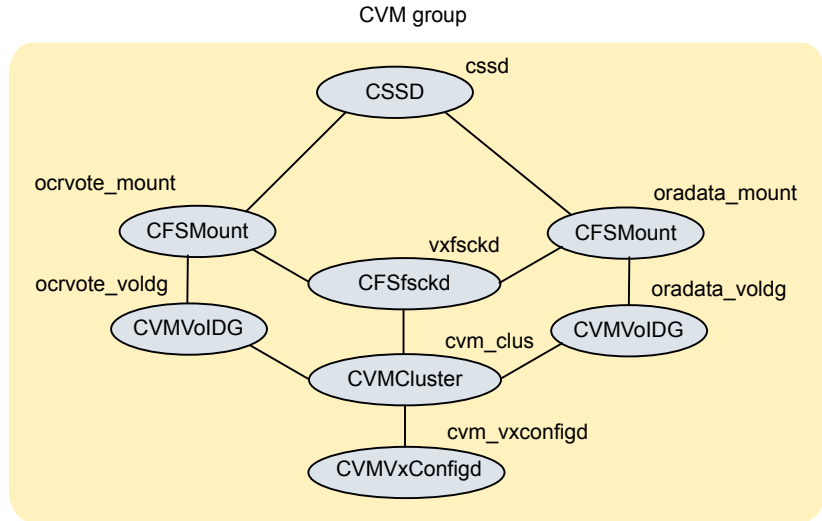 CVM group
cssd
CSSD
ocrvote_mount
oradata_mount
CFSMount
CFSMount
vxfsckd
ocrvote_voldg
CFSfsckd
oradata_voldg
CVMVolDG
cvm_clus
CVMVolDG
CVMCluster
cvm_vxconfigd
CVMVxConfigd